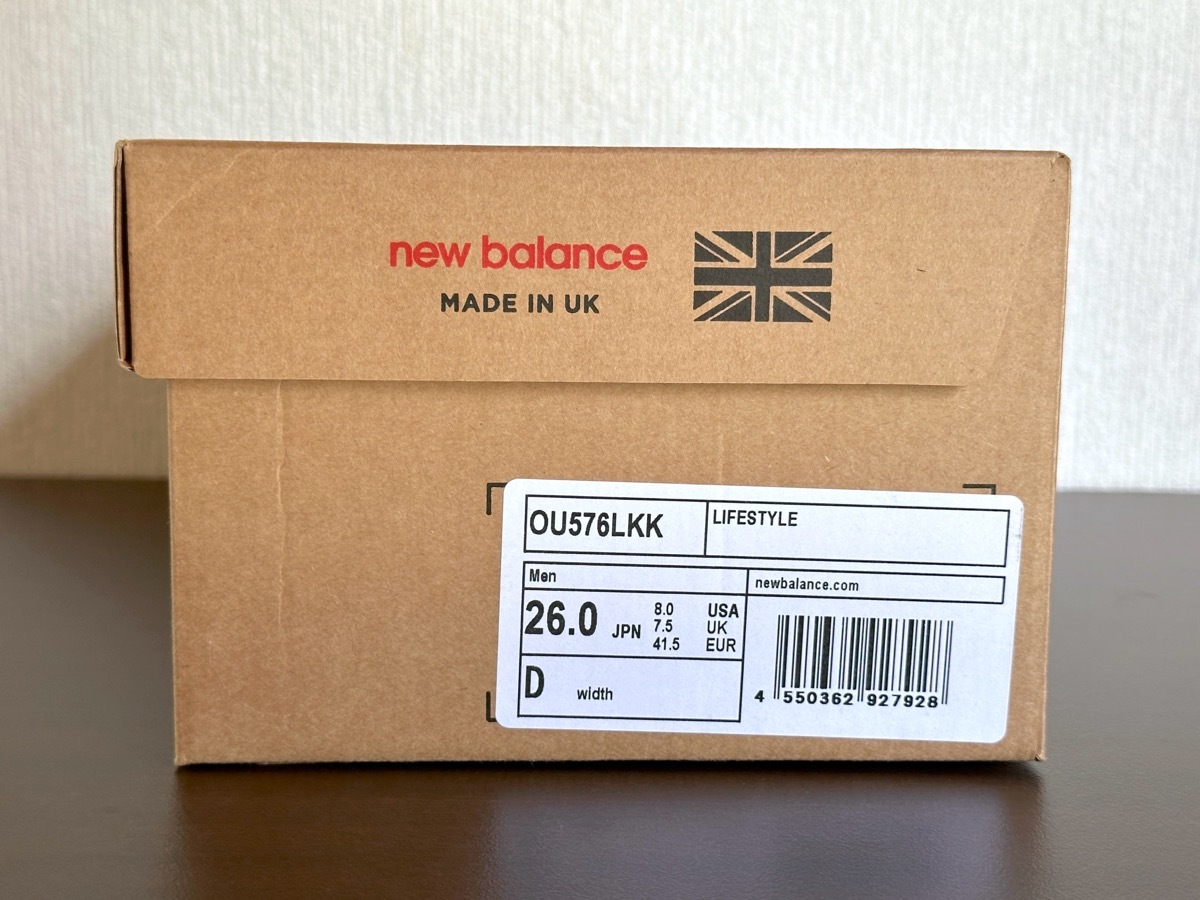 new balance
MADE IN UK
OU576LKK
LIFESTYLE
Men
newbalance.com
26.0 JPN
8.0 USA
7.5 UK
41.5 EUR
D width
4 550362 927928